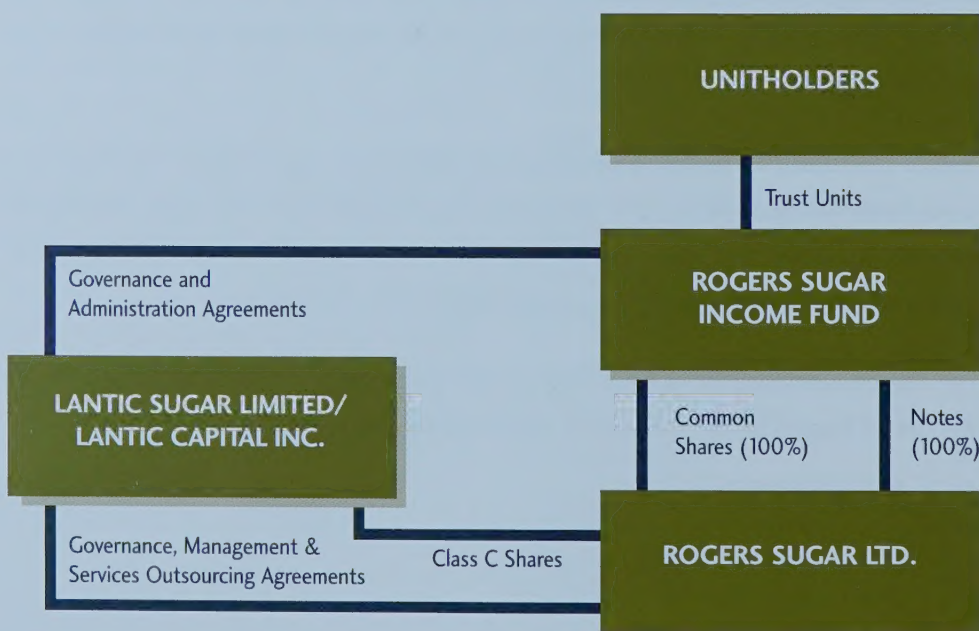 UNITHOLDERS
Trust Units
Governance and
Administration Agreements
ROGERS SUGAR
INCOME FUND
LANTIC SUGAR LIMITED/
LANTIC CAPITAL INC.
Common
Shares (100%)
Notes
(100%)
Governance, Management &
Services Outsourcing Agreements
Class C Shares
ROGERS SUGAR LTD.